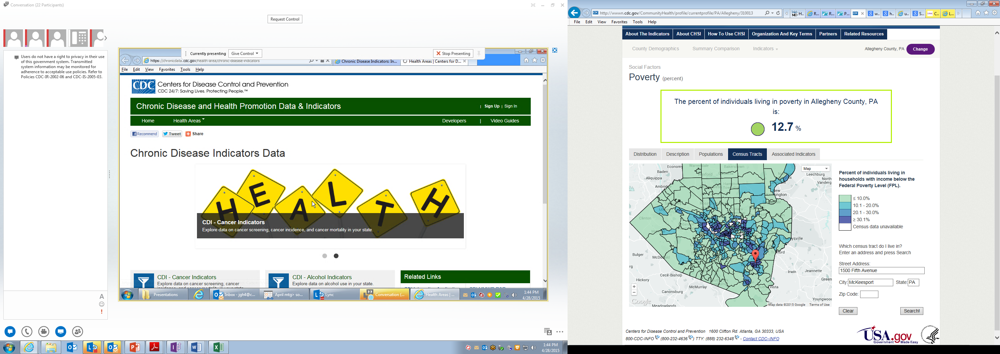 Conversation (22 Participants)
Request Control
Users do not have a right to privacy in their use
of this government system. Transmitted
system information may be monitored for
adherence to acceptable use policies. Refer to
Policies CDC-IR-2002-06 and CDC-IS-2005-03.
Currently presenting
Give Control
Stop Presenting
https://chronicdata.cdc.gov/health-area/chronic-disease-indicators
Chronic Disease Indicators: In...
Health Areas | Centers for D...
File Edit View Favorites Tools Help
CDC Centers for Disease Control and Prevention
CDC 24/7: Saving Lives. Protecting People.™
Chronic Disease and Health Promotion Data & Indicators
| Sign Up | Sign In
Home Health Areas
Developers | Video Guides
Recommend Tweet Share
Chronic Disease Indicators Data
HEALTH
CDI - Cancer Indicators
Explore data on cancer screening, cancer incidence, and cancer mortality in your state.
CDI - Cancer Indicators
Explore data on cancer screening, cancer
CDI - Alcohol Indicators
Explore data on alcohol use in your state.
Related Links
Presentations
Inbox - jgh4@c...
April mtg> so...
Lync
Conversation (...
Health Areas | ...
1:44 PM
4/28/2015
A
!
1:44 PM
4/28/2015
http://wwwn.cdc.gov/CommunityHealth/profile/currentprofile/PA/Allegheny/310013
H.. R... R... P... w.. h.. u.. S... C.. L...
File Edit View Favorites Tools Help
About The Indicators About CHSI How To Use CHSI Organization And Key Terms Partners Related Resources
County Demographics Summary Comparison Indicators
Allegheny County, PA Change
Social Factors
Poverty (percent)
The percent of individuals living in poverty in Allegheny County, PA
is:
12.7 %
Distribution Description Populations Census Tracts Associated Indicators
Map
Economy
Warrendale
Bakerstown
Baden
Leechburg
Aliquippa
North
Vanderg
Ambrid
New
Kensington
Clinton
Bulger
McDonald
Trafford
Irwin
Jeannette
Cecil-Bishop
Hickory
Green
McMurray
Vista
Canonsburg
Youngwood
Meadowlands
Google
Map data ©2015 Google Terms of Use
Percent of individuals living in
households with income below the
Federal Poverty Level (FPL).
≤ 10.0%
10.1 - 20.0%
20.1 - 30.0%
≥ 30.1%
Census data unavailable
Which census tract do I live in?
Enter an address and press Search
Street Address:
1500 Fifth Avenue
City: McKeesport State: PA
Zip Code:
Clear Search!
Centers for Disease Control and Prevention 1600 Clifton Rd. Atlanta, GA 30333, USA
800-CDC-INFO (800-232-4636) TTY: (888) 232-6348 - Contact CDC–INFO
USA.gov
Government Made Easy